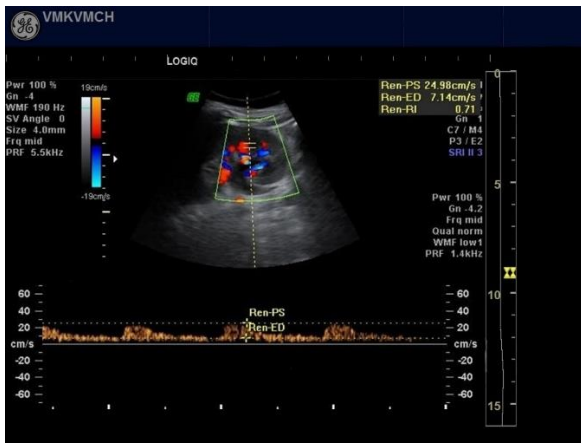 GE
VMKVMCH
LOGIQ
Pwr 100 %
Gn -4
WMF 190 Hz
SV Angle 0
Size 4.0mm
Frq mid
PRF 5.5kHz
19cm/s
-19cm/s
GE
Ren-PS 24.98cm/s
Ren-ED 7.14cm/s
Ren-RI 0.71
Gn 1
C7 / M4
P3 / E2
SRI II 3
Pwr 100 %
Gn -4.2
Frq mid
Qual norm
WMF low1
PRF 1.4kHz
0
5
10
15
60
40
20
cm/s
-20
-40
-60
Ren-PS
Ren-ED
60
40
20
cm/s
-20
-40
-60